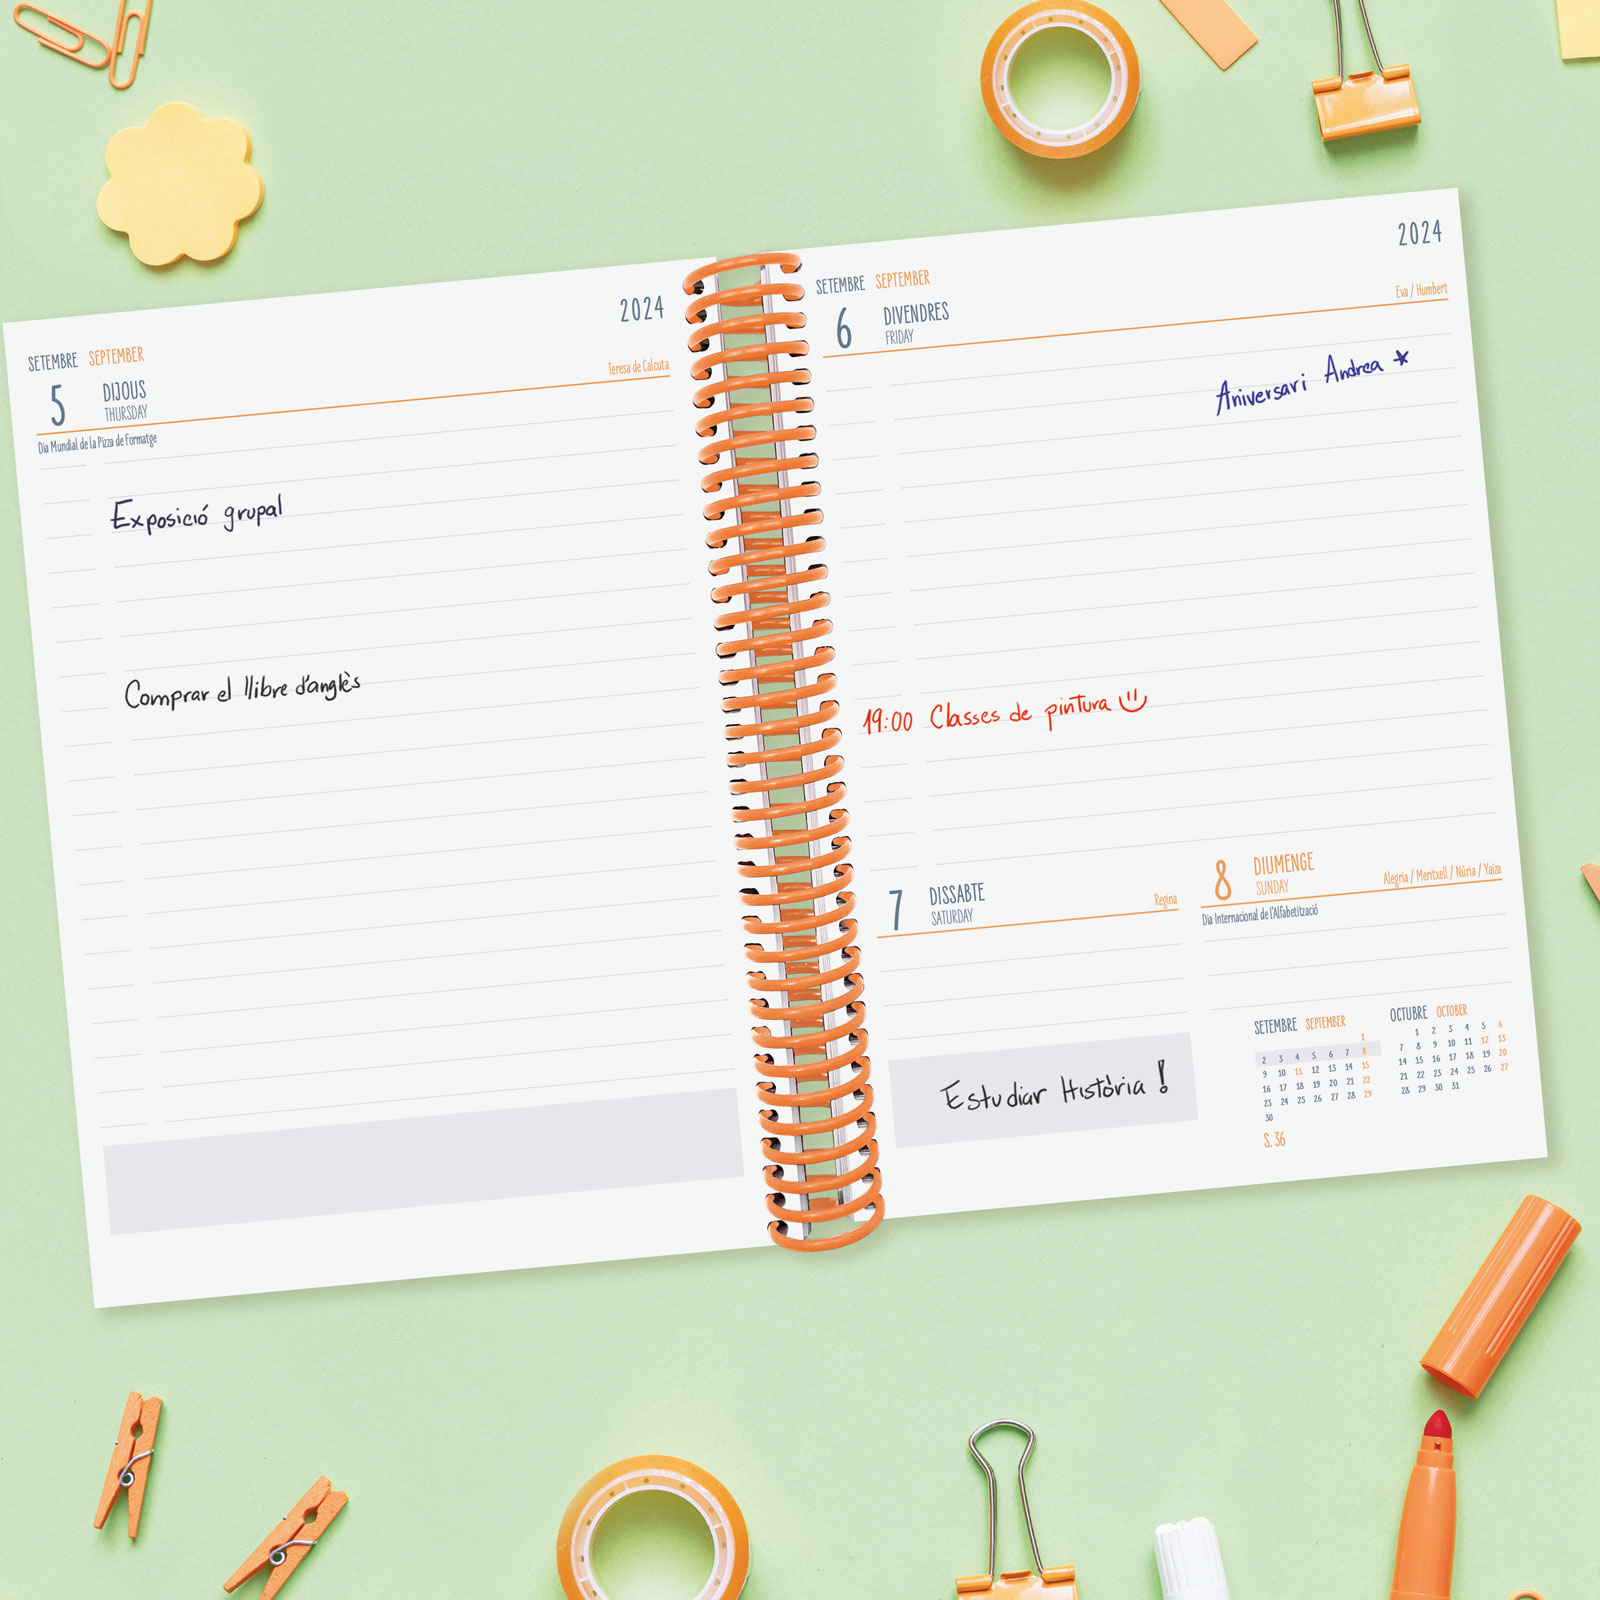 2024
SETEMBRE SEPTEMBER
5 DIJOUS
THURSDAY
Teresa de Calcuta
Dia Mundial de la Pizza de Formatge
Exposició grupal
Comprar el llibre d'anglès
2024
SETEMBRE SEPTEMBER
6 DIVENDRES
FRIDAY
Eva / Humbert
Aniversari Andrea
19:00 Classes de pintura
7 DISSABTE
SATURDAY
Regina
Estudiar Història !
8 DIUMENGE
SUNDAY
Alegria / Meritxell / Núria / Yaiza
Dia Internacional de l'Alfabetització
SETEMBRE SEPTEMBER
1
2 3 4 5 6 7 8
9 10 11 12 13 14 15
16 17 18 19 20 21 22
23 24 25 26 27 28 29
30
S. 36
OCTUBRE OCTOBER
1 2 3 4 5 6
7 8 9 10 11 12 13
14 15 16 17 18 19 20
21 22 23 24 25 26 27
28 29 30 31